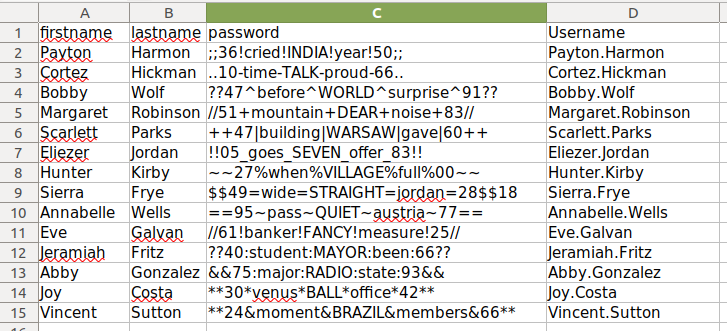 A B C D
1 firstname lastname password Username
2 Payton Harmon ;;36!cried!INDIA!year!50;; Payton.Harmon
3 Cortez Hickman ..10-time-TALK-proud-66.. Cortez.Hickman
4 Bobby Wolf ??47^before^WORLD^surprise^91?? Bobby.Wolf
5 Margaret Robinson //51+mountain+DEAR+noise+83// Margaret.Robinson
6 Scarlett Parks ++47|building|WARSAW|gave|60++ Scarlett.Parks
7 Eliezer Jordan !!05_goes_SEVEN_offer_83!! Eliezer.Jordan
8 Hunter Kirby ~~27%when%VILLAGE%full%00~~ Hunter.Kirby
9 Sierra Frye $$49=wide=STRAIGHT=jordan=28$$18 Sierra.Frye
10 Annabelle Wells ==95~pass~QUIET~austria~77== Annabelle.Wells
11 Eve Galvan //61!banker!FANCY!measure!25// Eve.Galvan
12 Jeramiah Fritz ??40:student:MAYOR:been:66?? Jeramiah.Fritz
13 Abby Gonzalez &&75:major:RADIO:state:93&& Abby.Gonzalez
14 Joy Costa **30*venus*BALL*office*42** Joy.Costa
15 Vincent Sutton **24&moment&BRAZIL&members&66** Vincent.Sutton